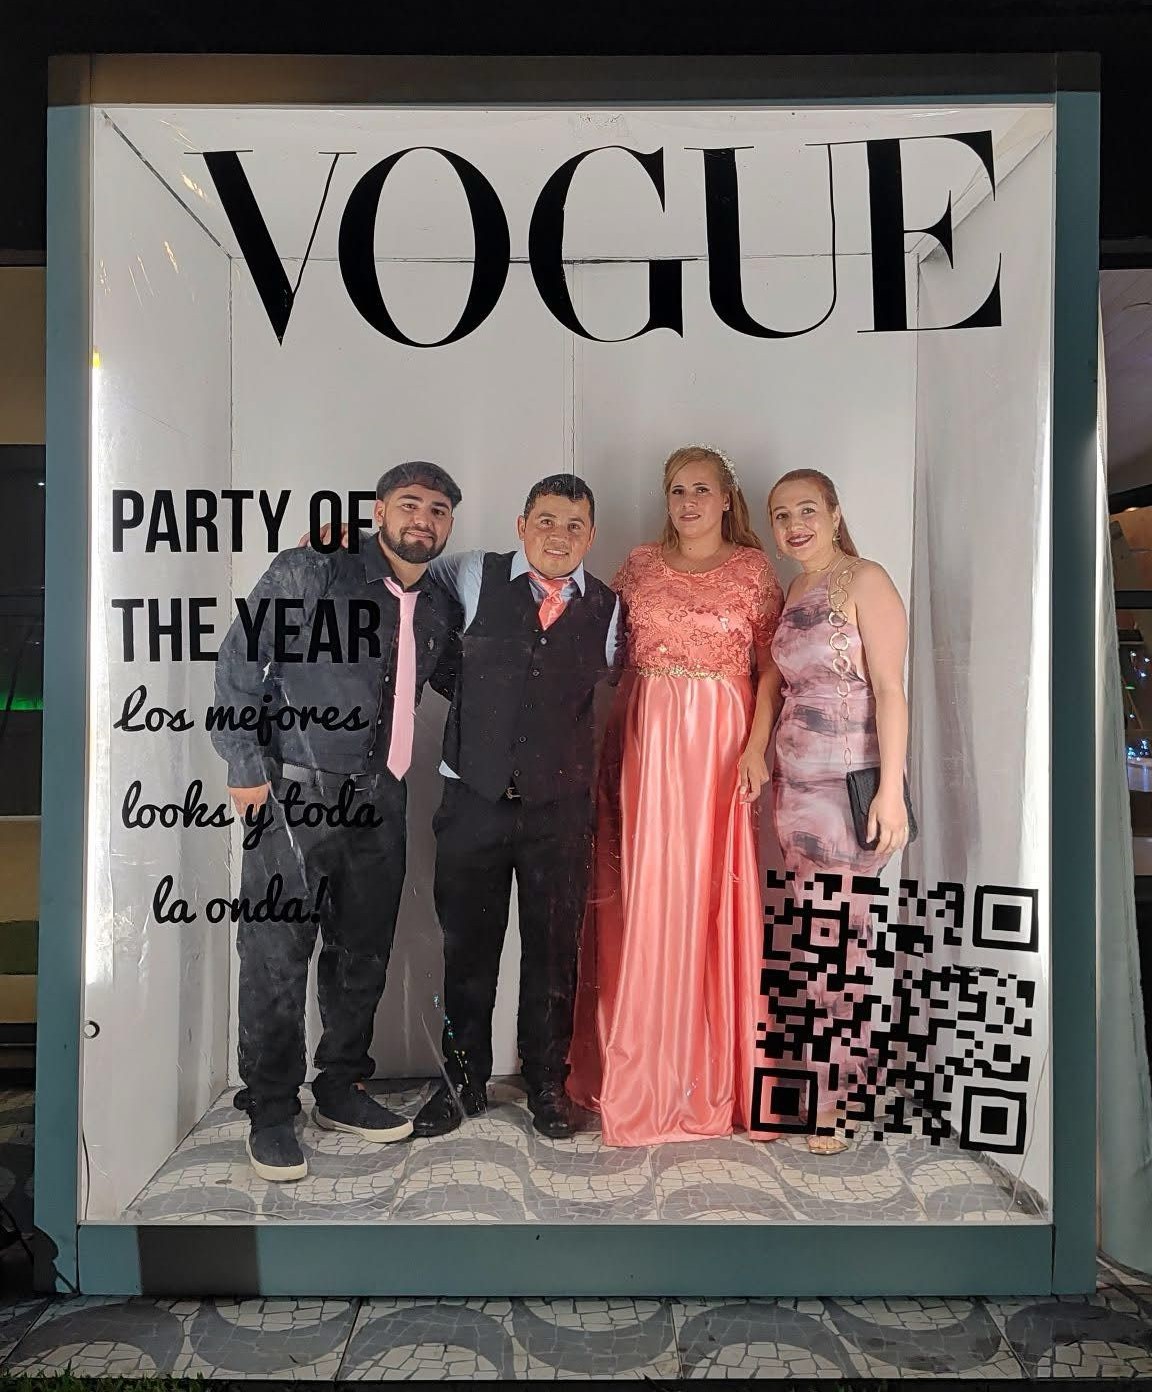 VOGUE
PARTY OF
THE YEAR
los mejores
looks y toda
la onda!